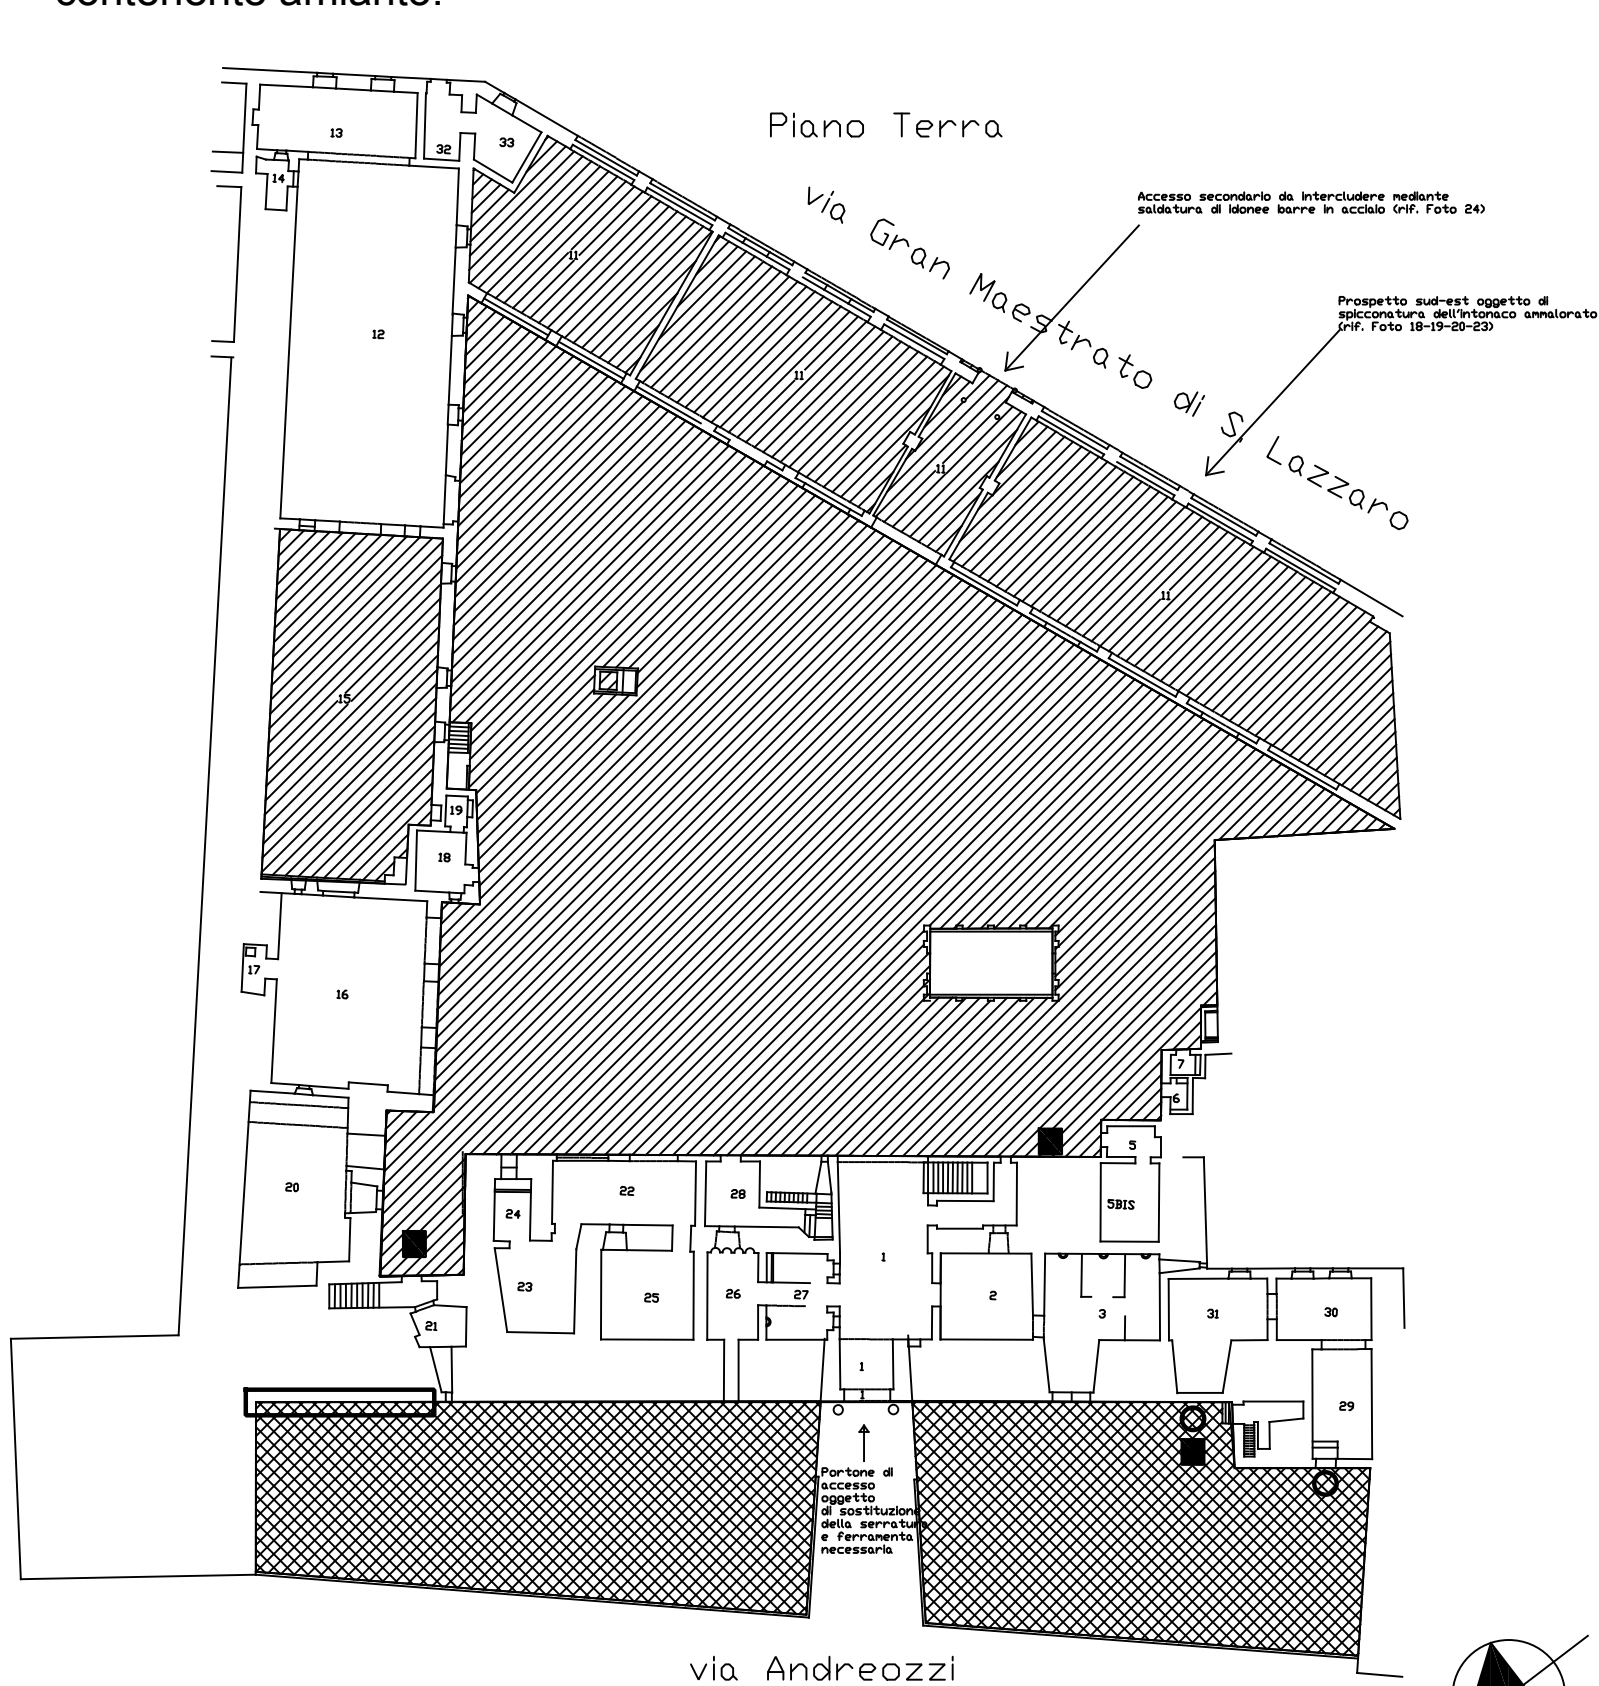 contenente amianto.
Piano Terra
via Gran Maestrato di S. Lazzaro
Accesso secondario da intercludere mediante
saldatura di idonee barre in acciaio (rif. Foto 24)
Prospetto sud-est oggetto di
spicconatura dell'intonaco ammalorato
(rif. Foto 18-19-20-23)
13
32
33
14
11
12
11
11
11
15
19
18
17
16
7
6
5
20
22
28
5BIS
24
1
23
25
26
27
2
3
31
30
21
1
1
29
Portone di
accesso
oggetto
di sostituzione
della serratura
e ferramenta
necessaria
via Andreozzi